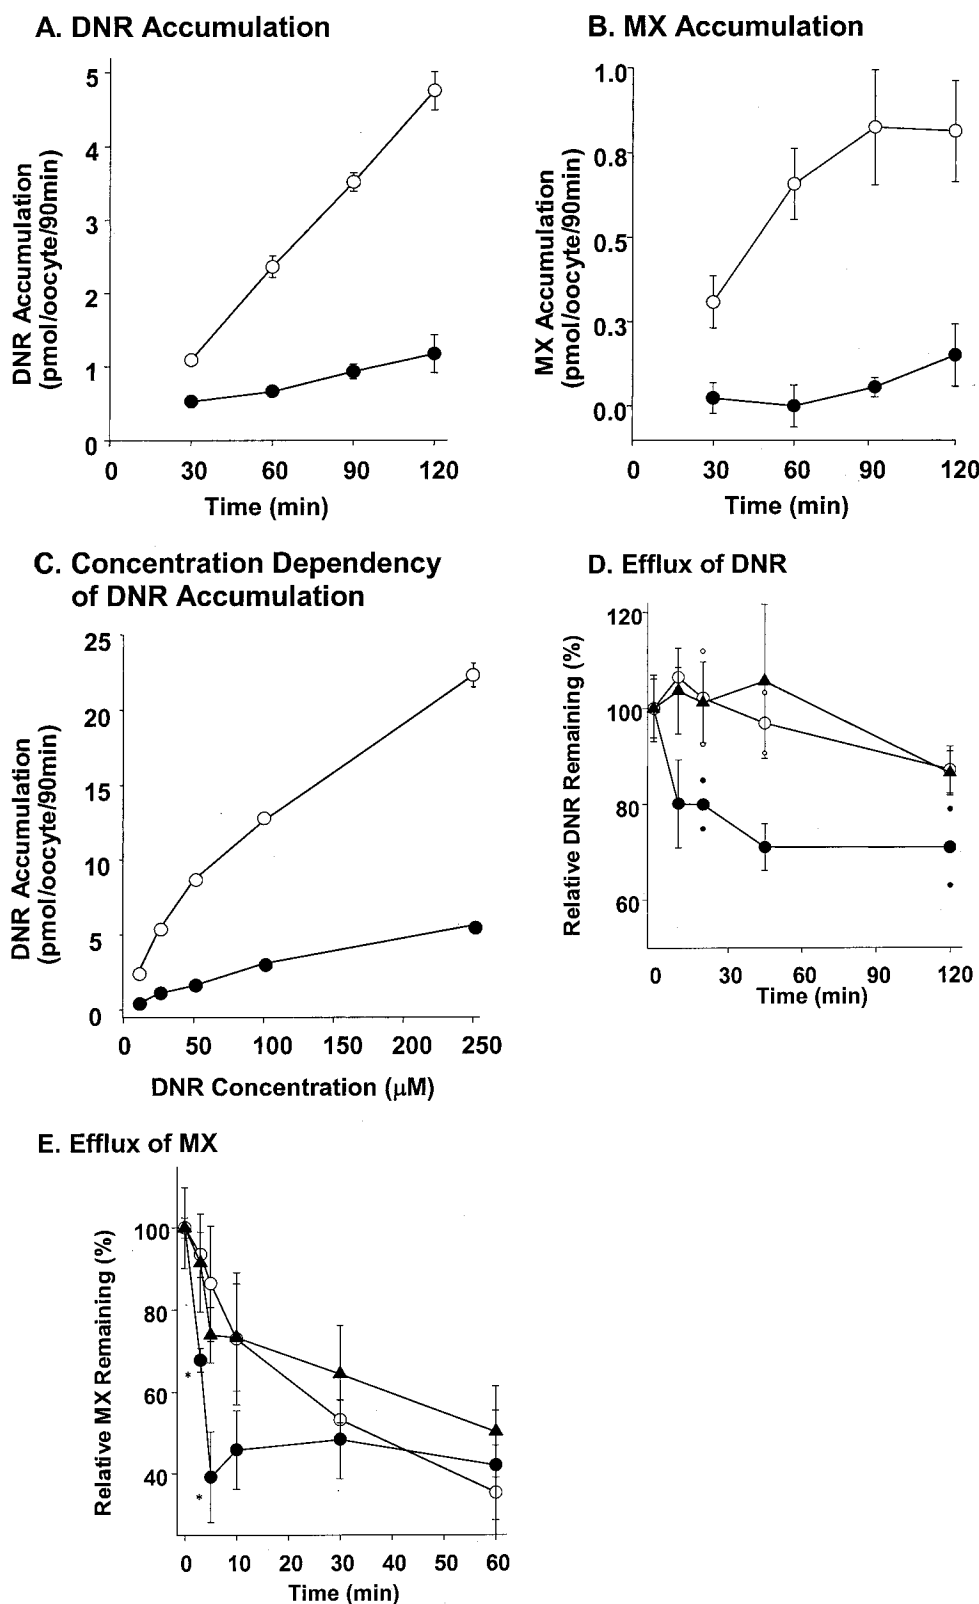 A. DNR Accumulation
DNR Accumulation
(pmol/oocyte/90min)
5
4
3
2
1
0
0 30 60 90 120
Time (min)
B. MX Accumulation
MX Accumulation
(pmol/oocyte/90min)
1.0
0.8
0.5
0.3
0.0
0 30 60 90 120
Time (min)
C. Concentration Dependency
of DNR Accumulation
DNR Accumulation
(pmol/oocyte/90min)
25
20
15
10
5
0
0 50 100 150 200 250
DNR Concentration (μM)
D. Efflux of DNR
Relative DNR Remaining (%)
120
100
80
60
0 30 60 90 120
Time (min)
E. Efflux of MX
Relative MX Remaining (%)
100
80
60
40
*
*
0 10 20 30 40 50 60
Time (min)